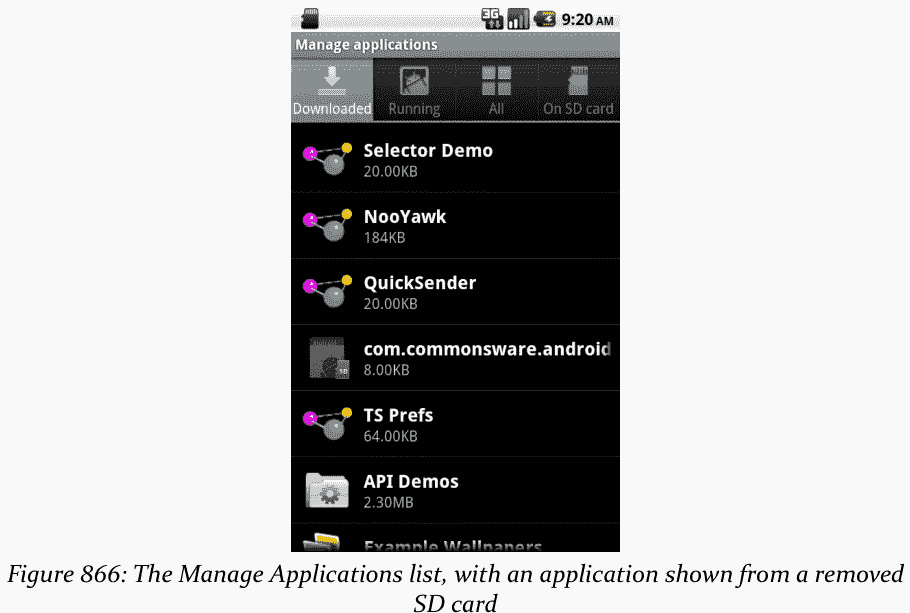 3G 9:20 AM
Manage applications
Downloaded Running All On SD card
Selector Demo
20.00KB
NooYawk
184KB
QuickSender
20.00KB
com.commonsware.android
8.00KB
SD
TS Prefs
64.00KB
API Demos
2.30MB
Example Wallpapers
Figure 866: The Manage Applications list, with an application shown from a removed
SD card